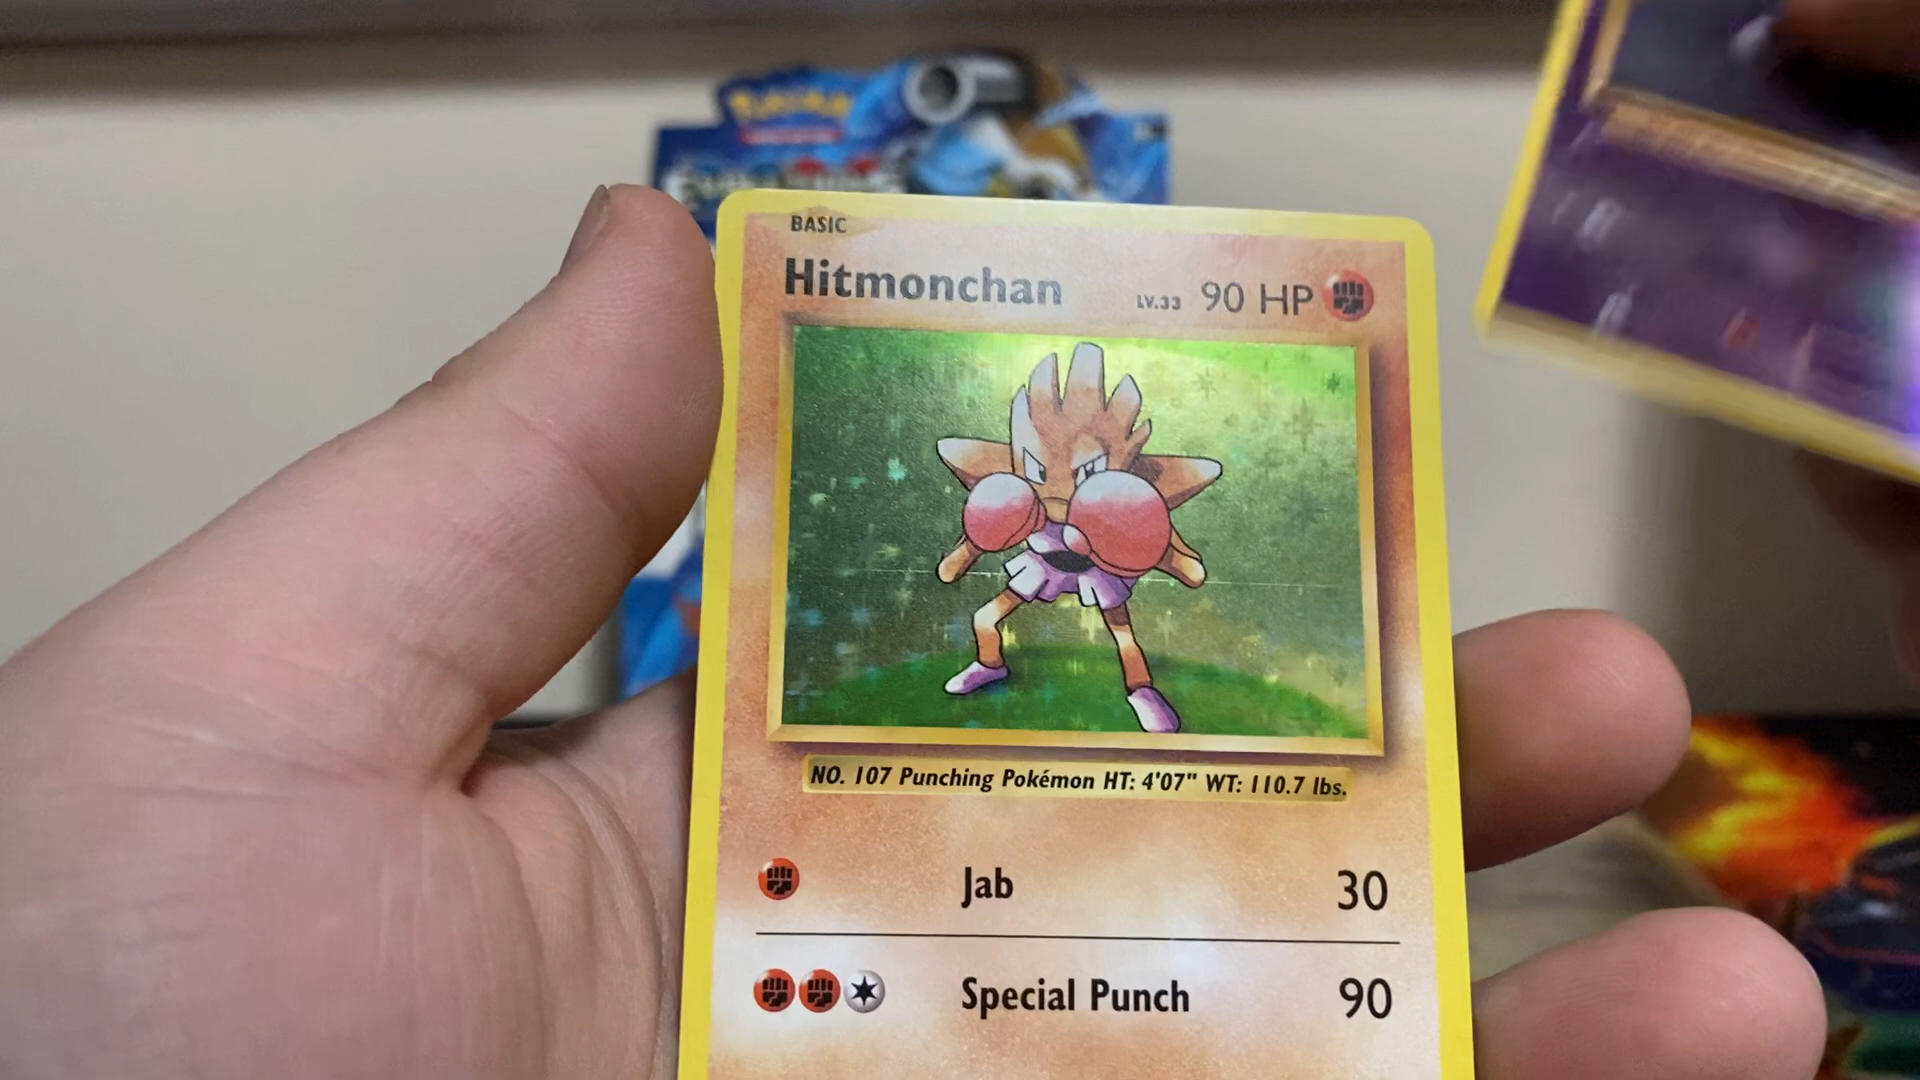 Pokémon
BASIC
Hitmonchan LV.33 90 HP
NO. 107 Punching Pokémon HT: 4'07" WT: 110.7 lbs.
Jab 30
Special Punch 90